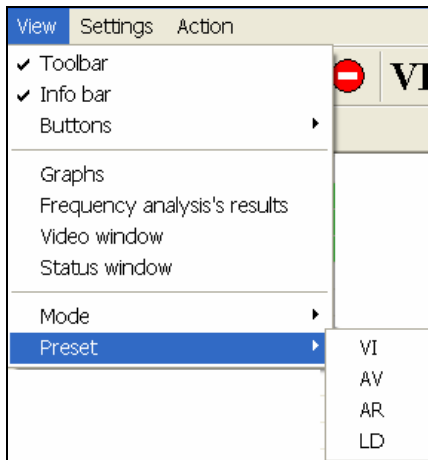 View Settings Action
Toolbar
Info bar
VI
Buttons
Graphs
Frequency analysis's results
Video window
Status window
Mode
Preset
VI
AV
AR
LD